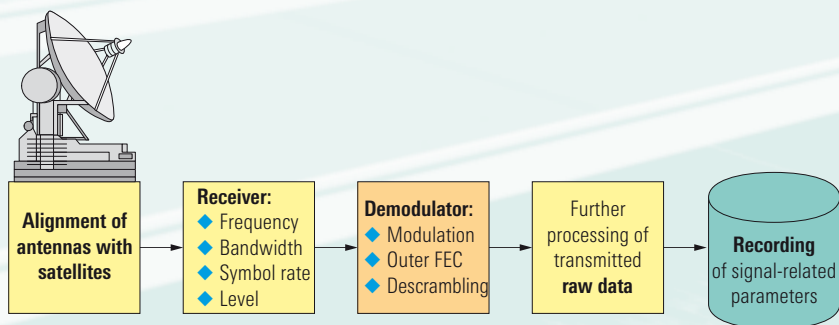 Alignment of
antennas with
satellites
Receiver:
◆ Frequency
◆ Bandwidth
◆ Symbol rate
◆ Level
Demodulator:
◆ Modulation
◆ Outer FEC
◆ Descrambling
Further
processing of
transmitted
raw data
Recording
of signal-related
parameters